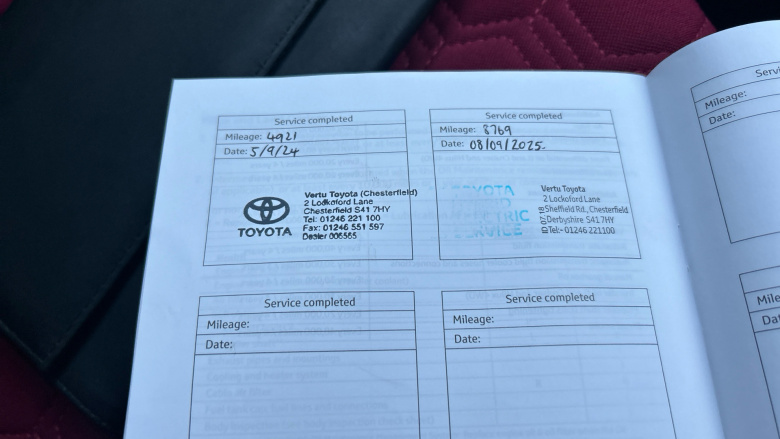 Service completed
Mileage: 4921
Date: 5/9/24
TOYOTA
Vertu Toyota (Chesterfield)
2 Lockoford Lane
Chesterfield S41 7HY
Tel: 01246 221 100
Fax: 01246 551 597
Dealer 006565
Service completed
Mileage: 8769
Date: 08/09/2025
TOYOTA
SERVICE
Vertu Toyota
2 Lockoford Lane
Sheffield Rd., Chesterfield
Derbyshire S41 7HY
Tel:- 01246 221100
Service completed
Mileage:
Date:
Service completed
Mileage:
Date:
Mileage:
Date: